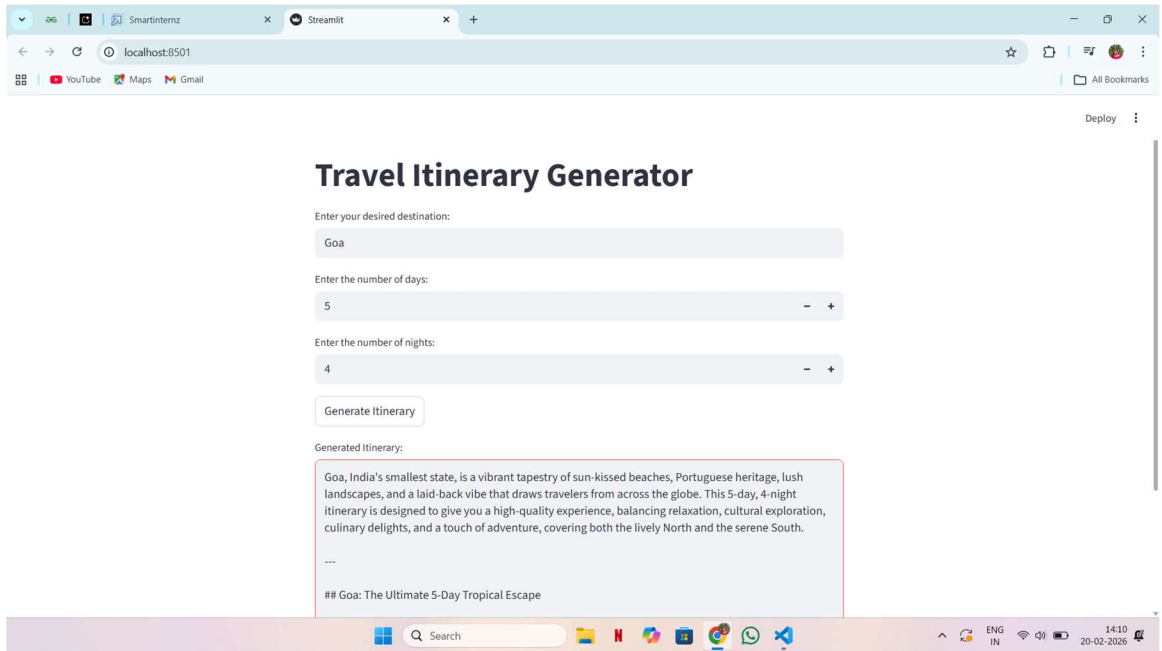 Smartinternz
Streamlit
localhost:8501
YouTube
Maps
Gmail
All Bookmarks
Deploy
Travel Itinerary Generator
Enter your desired destination:
Goa
Enter the number of days:
5
Enter the number of nights:
4
Generate Itinerary
Generated Itinerary:
Goa, India's smallest state, is a vibrant tapestry of sun-kissed beaches, Portuguese heritage, lush
landscapes, and a laid-back vibe that draws travelers from across the globe. This 5-day, 4-night
itinerary is designed to give you a high-quality experience, balancing relaxation, cultural exploration,
culinary delights, and a touch of adventure, covering both the lively North and the serene South.
---
## Goa: The Ultimate 5-Day Tropical Escape
Search
ENG
IN
14:10
20-02-2026